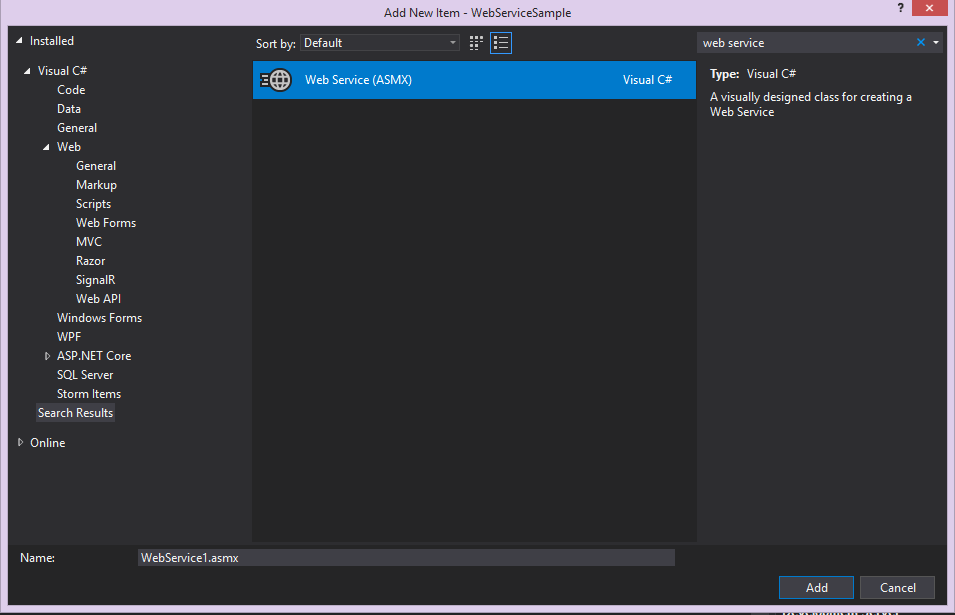 Add New Item - WebServiceSample
?
Installed
Sort by: Default
web service
Visual C#
Code
Data
General
Web
General
Markup
Scripts
Web Forms
MVC
Razor
SignalR
Web API
Windows Forms
WPF
ASP.NET Core
SQL Server
Storm Items
Search Results
Online
Web Service (ASMX) Visual C#
Type: Visual C#
A visually designed class for creating a
Web Service
Name: WebService1.asmx
Add Cancel